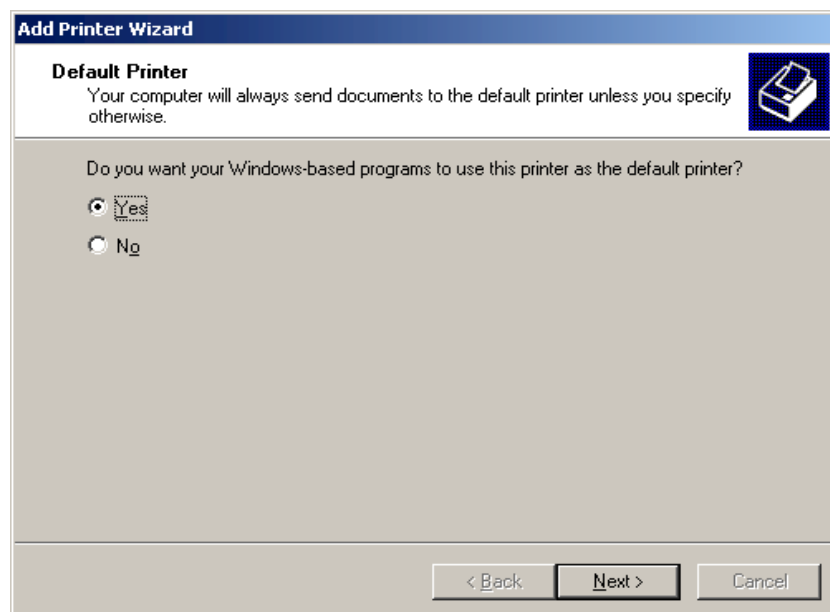 Add Printer Wizard
Default Printer
Your computer will always send documents to the default printer unless you specify
otherwise.
Do you want your Windows-based programs to use this printer as the default printer?
Yes
No
< Back
Next >
Cancel